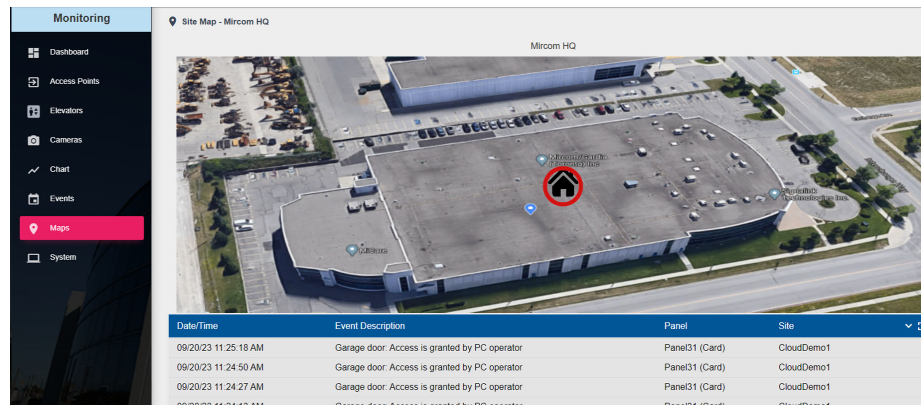 Monitoring
Dashboard
Access Points
Elevators
Cameras
Chart
Events
Maps
System
Site Map - Mircom HQ
Mircom HQ
MiCare
Technologies Inc.
Date/Time Event Description Panel Site
09/20/23 11:25:18 AM Garage door: Access is granted by PC operator Panel31 (Card) CloudDemo1
09/20/23 11:24:50 AM Garage door: Access is granted by PC operator Panel31 (Card) CloudDemo1
09/20/23 11:24:27 AM Garage door: Access is granted by PC operator Panel31 (Card) CloudDemo1